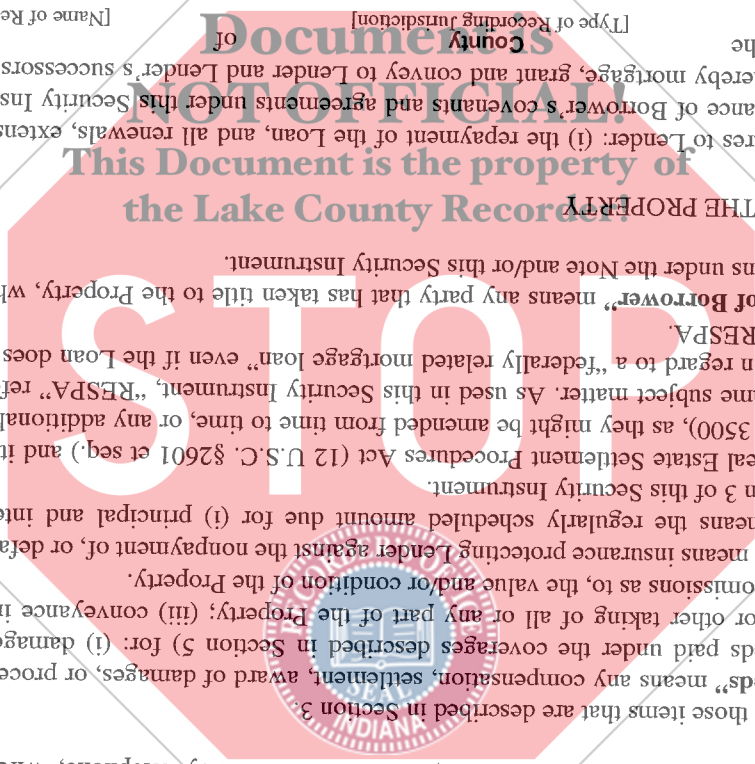 Document is
NOT OFFICIAL!
This Document is the property of
the Lake County Recorder!
STOP
RECORDER'S OFFICE
SEAL
INDIANA
those items that are described in Section 3.
ds” means any compensation, settlement, award of damages, or proce
ds paid under the coverages described in Section 5) for: (i) damage
or other taking of all or any part of the Property; (iii) conveyance in
omissions as to, the value and/or condition of the Property.
means insurance protecting Lender against the nonpayment of, or defa
means the regularly scheduled amount due for (i) principal and inte
n 3 of this Security Instrument.
eal Estate Settlement Procedures Act (12 U.S.C. §2601 et seq.) and it
3500), as they might be amended from time to time, or any additional
me subject matter. As used in this Security Instrument, “RESPA” ref
n regard to a “federally related mortgage loan” even if the Loan does
RESPA.
of Borrower” means any party that has taken title to the Property, wh
ns under the Note and/or this Security Instrument.
THE PROPERTY
res to Lender: (i) the repayment of the Loan, and all renewals, extens
ance of Borrower’s covenants and agreements under this Security Ins
ereby mortgage, grant and convey to Lender and Lender’s successors
he County of
[Type of Recording Jurisdiction] [Name of Re